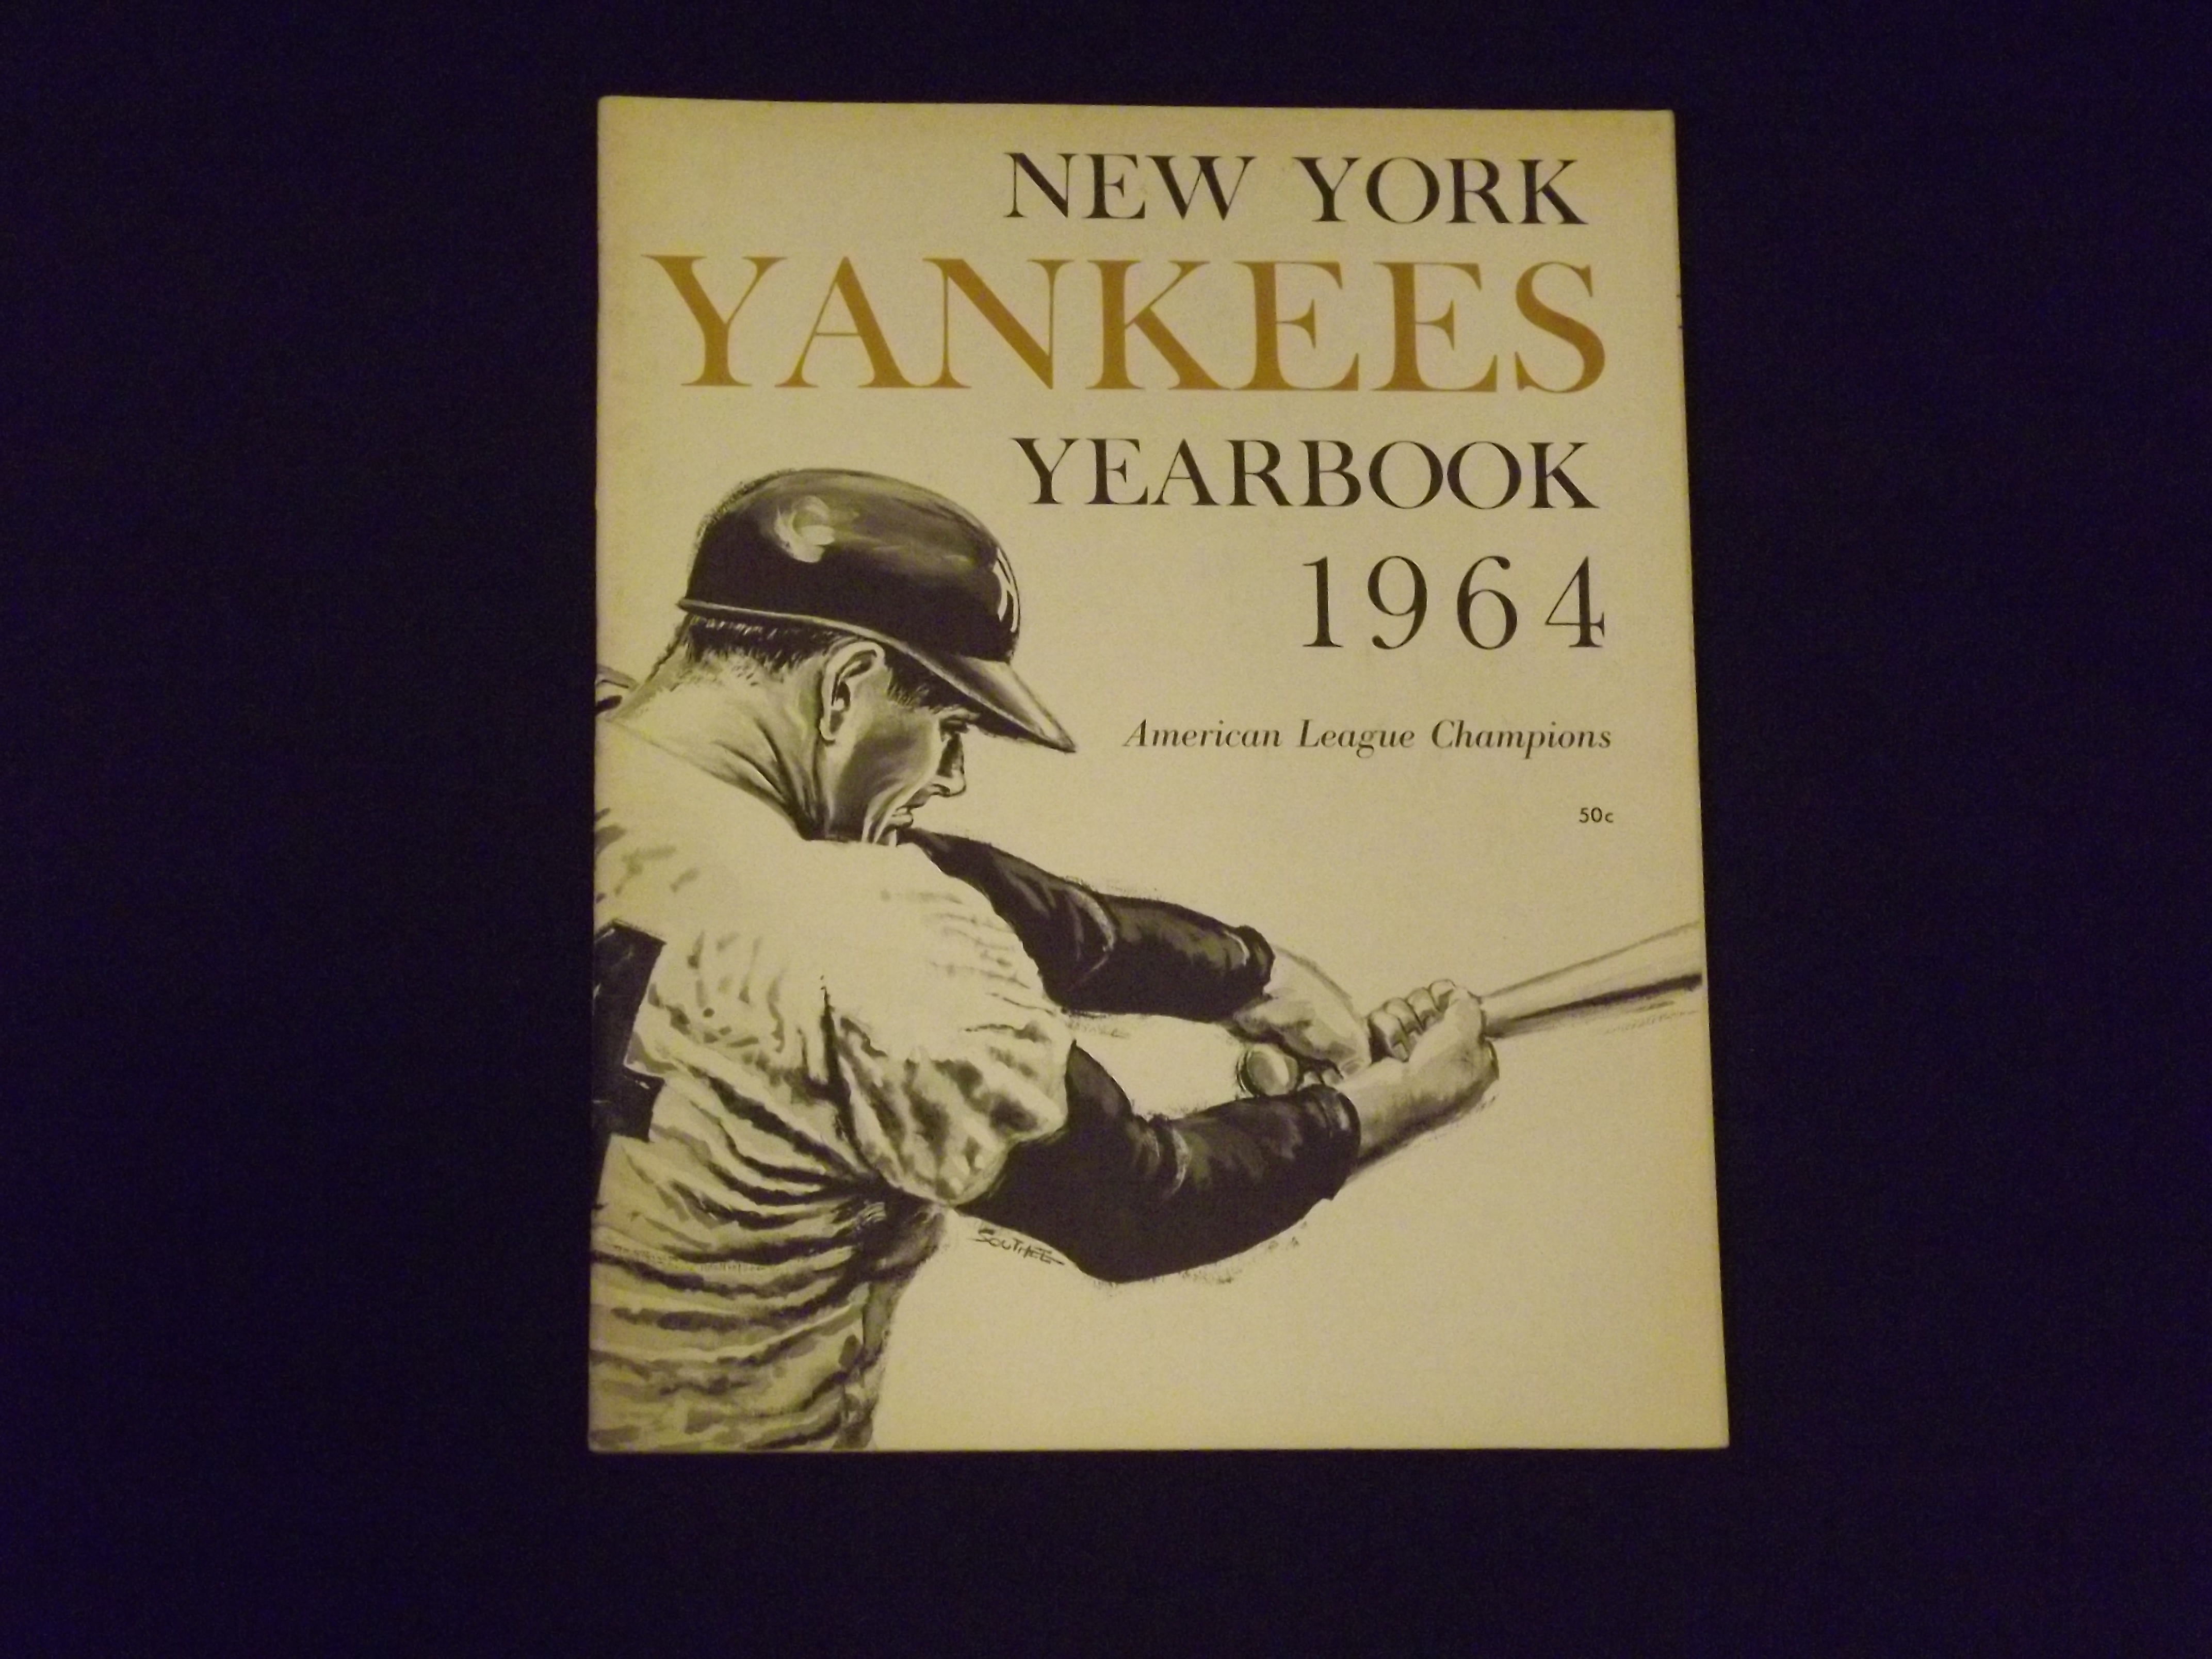 NEW YORK
YANKEES
YEARBOOK
1964
American League Champions
50c
SOUTHEE